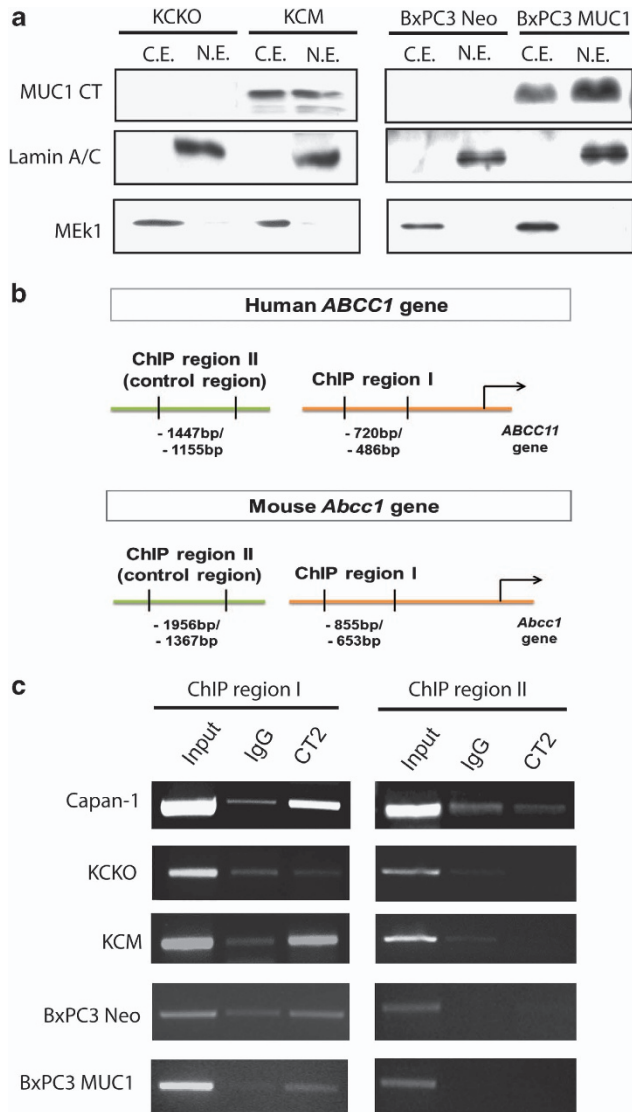 a
KCKO KCM BxPC3 Neo BxPC3 MUC1
C.E. N.E. C.E. N.E. C.E. N.E. C.E. N.E.
MUC1 CT
Lamin A/C
MEk1
b
Human ABCC1 gene
ChIP region II
(control region)
ChIP region I
- 1447bp/
- 1155bp
- 720bp/
- 486bp
ABCC11
gene
Mouse Abcc1 gene
ChIP region II
(control region)
ChIP region I
- 1956bp/
- 1367bp
- 855bp/
- 653bp
Abcc1
gene
c
ChIP region I ChIP region II
Input IgG CT2 Input IgG CT2
Capan-1
KCKO
KCM
BxPC3 Neo
BxPC3 MUC1